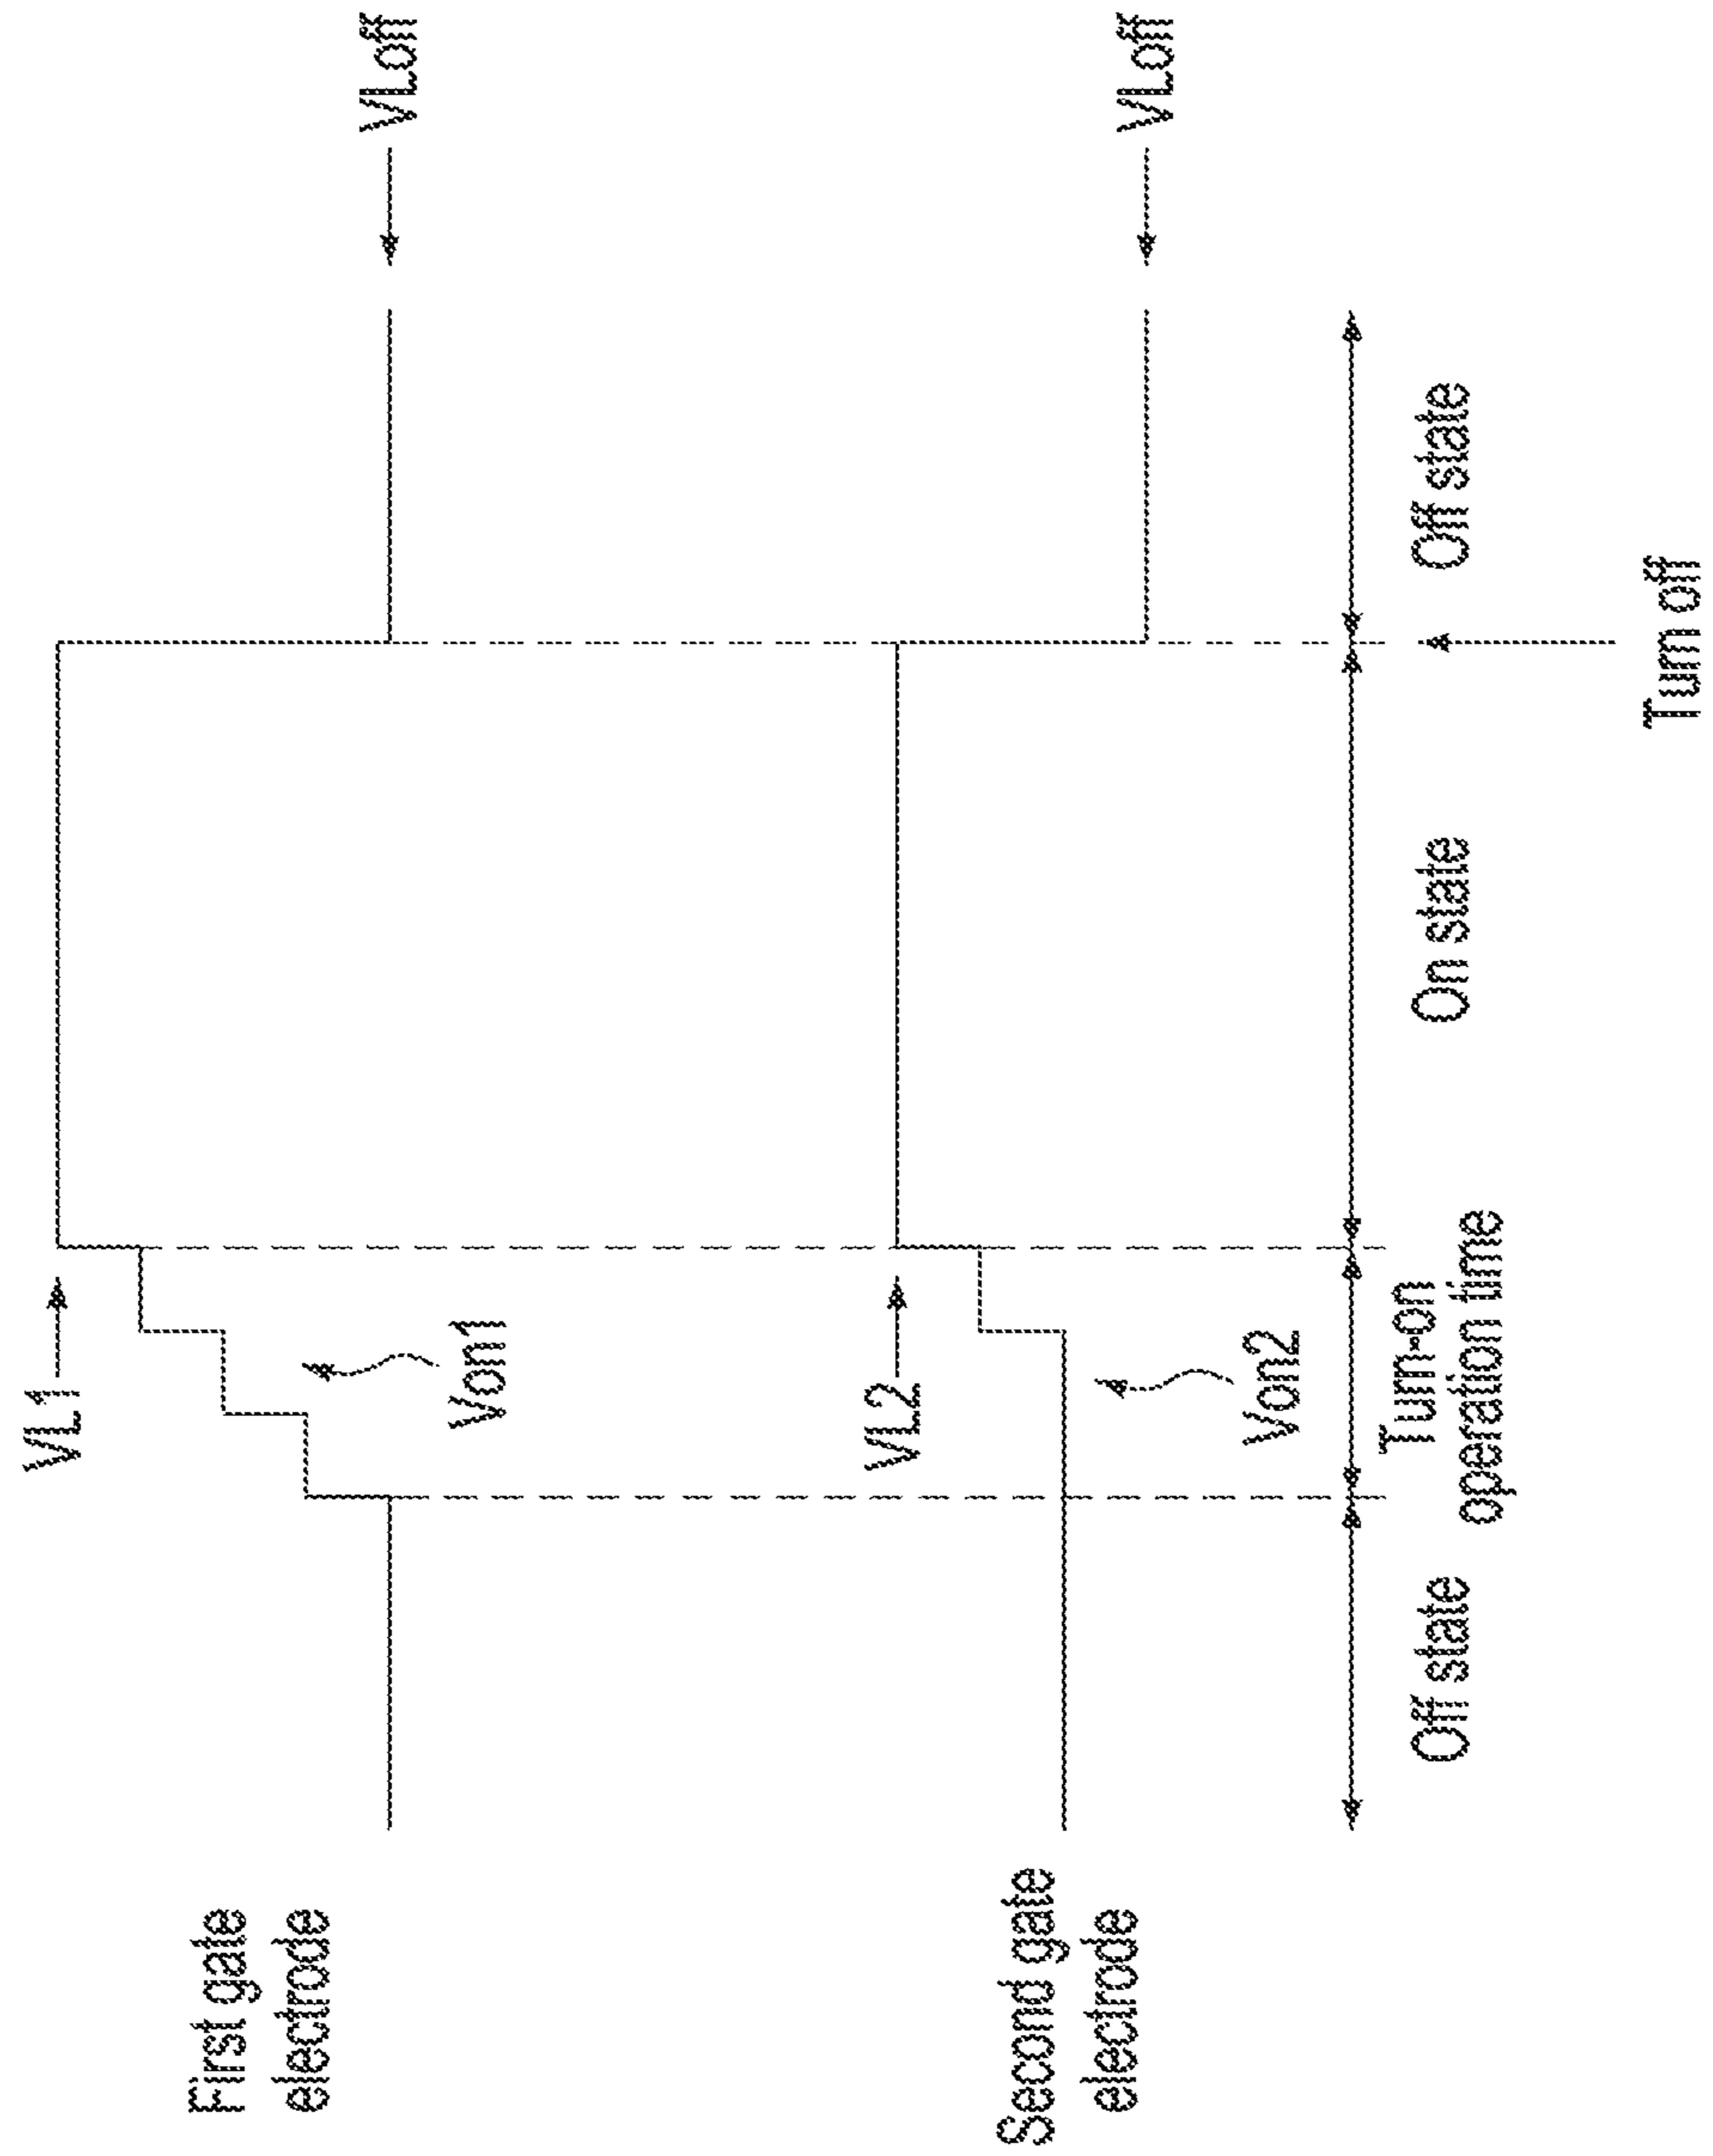 VL1
VLoff
First gate
electrode
Von1
VL2
VLoff
Second gate
electrode
Von2
Off state
Turn-on
operation time
On state
Off state
Turn off